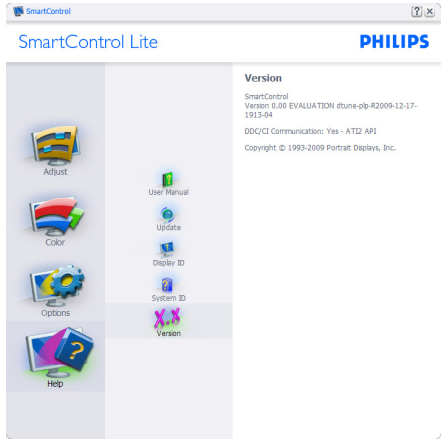 SmartControl
SmartControl Lite
PHILIPS
Adjust
Color
Options
Help
User Manual
Update
Display ID
System ID
X.X
Version
Version
SmartControl
Version 0.00 EVALUATION dtune-plp-R2009-12-17-
1913-04
DDC/CI Communication: Yes - ATI2 API
Copyright © 1993-2009 Portrait Displays, Inc.